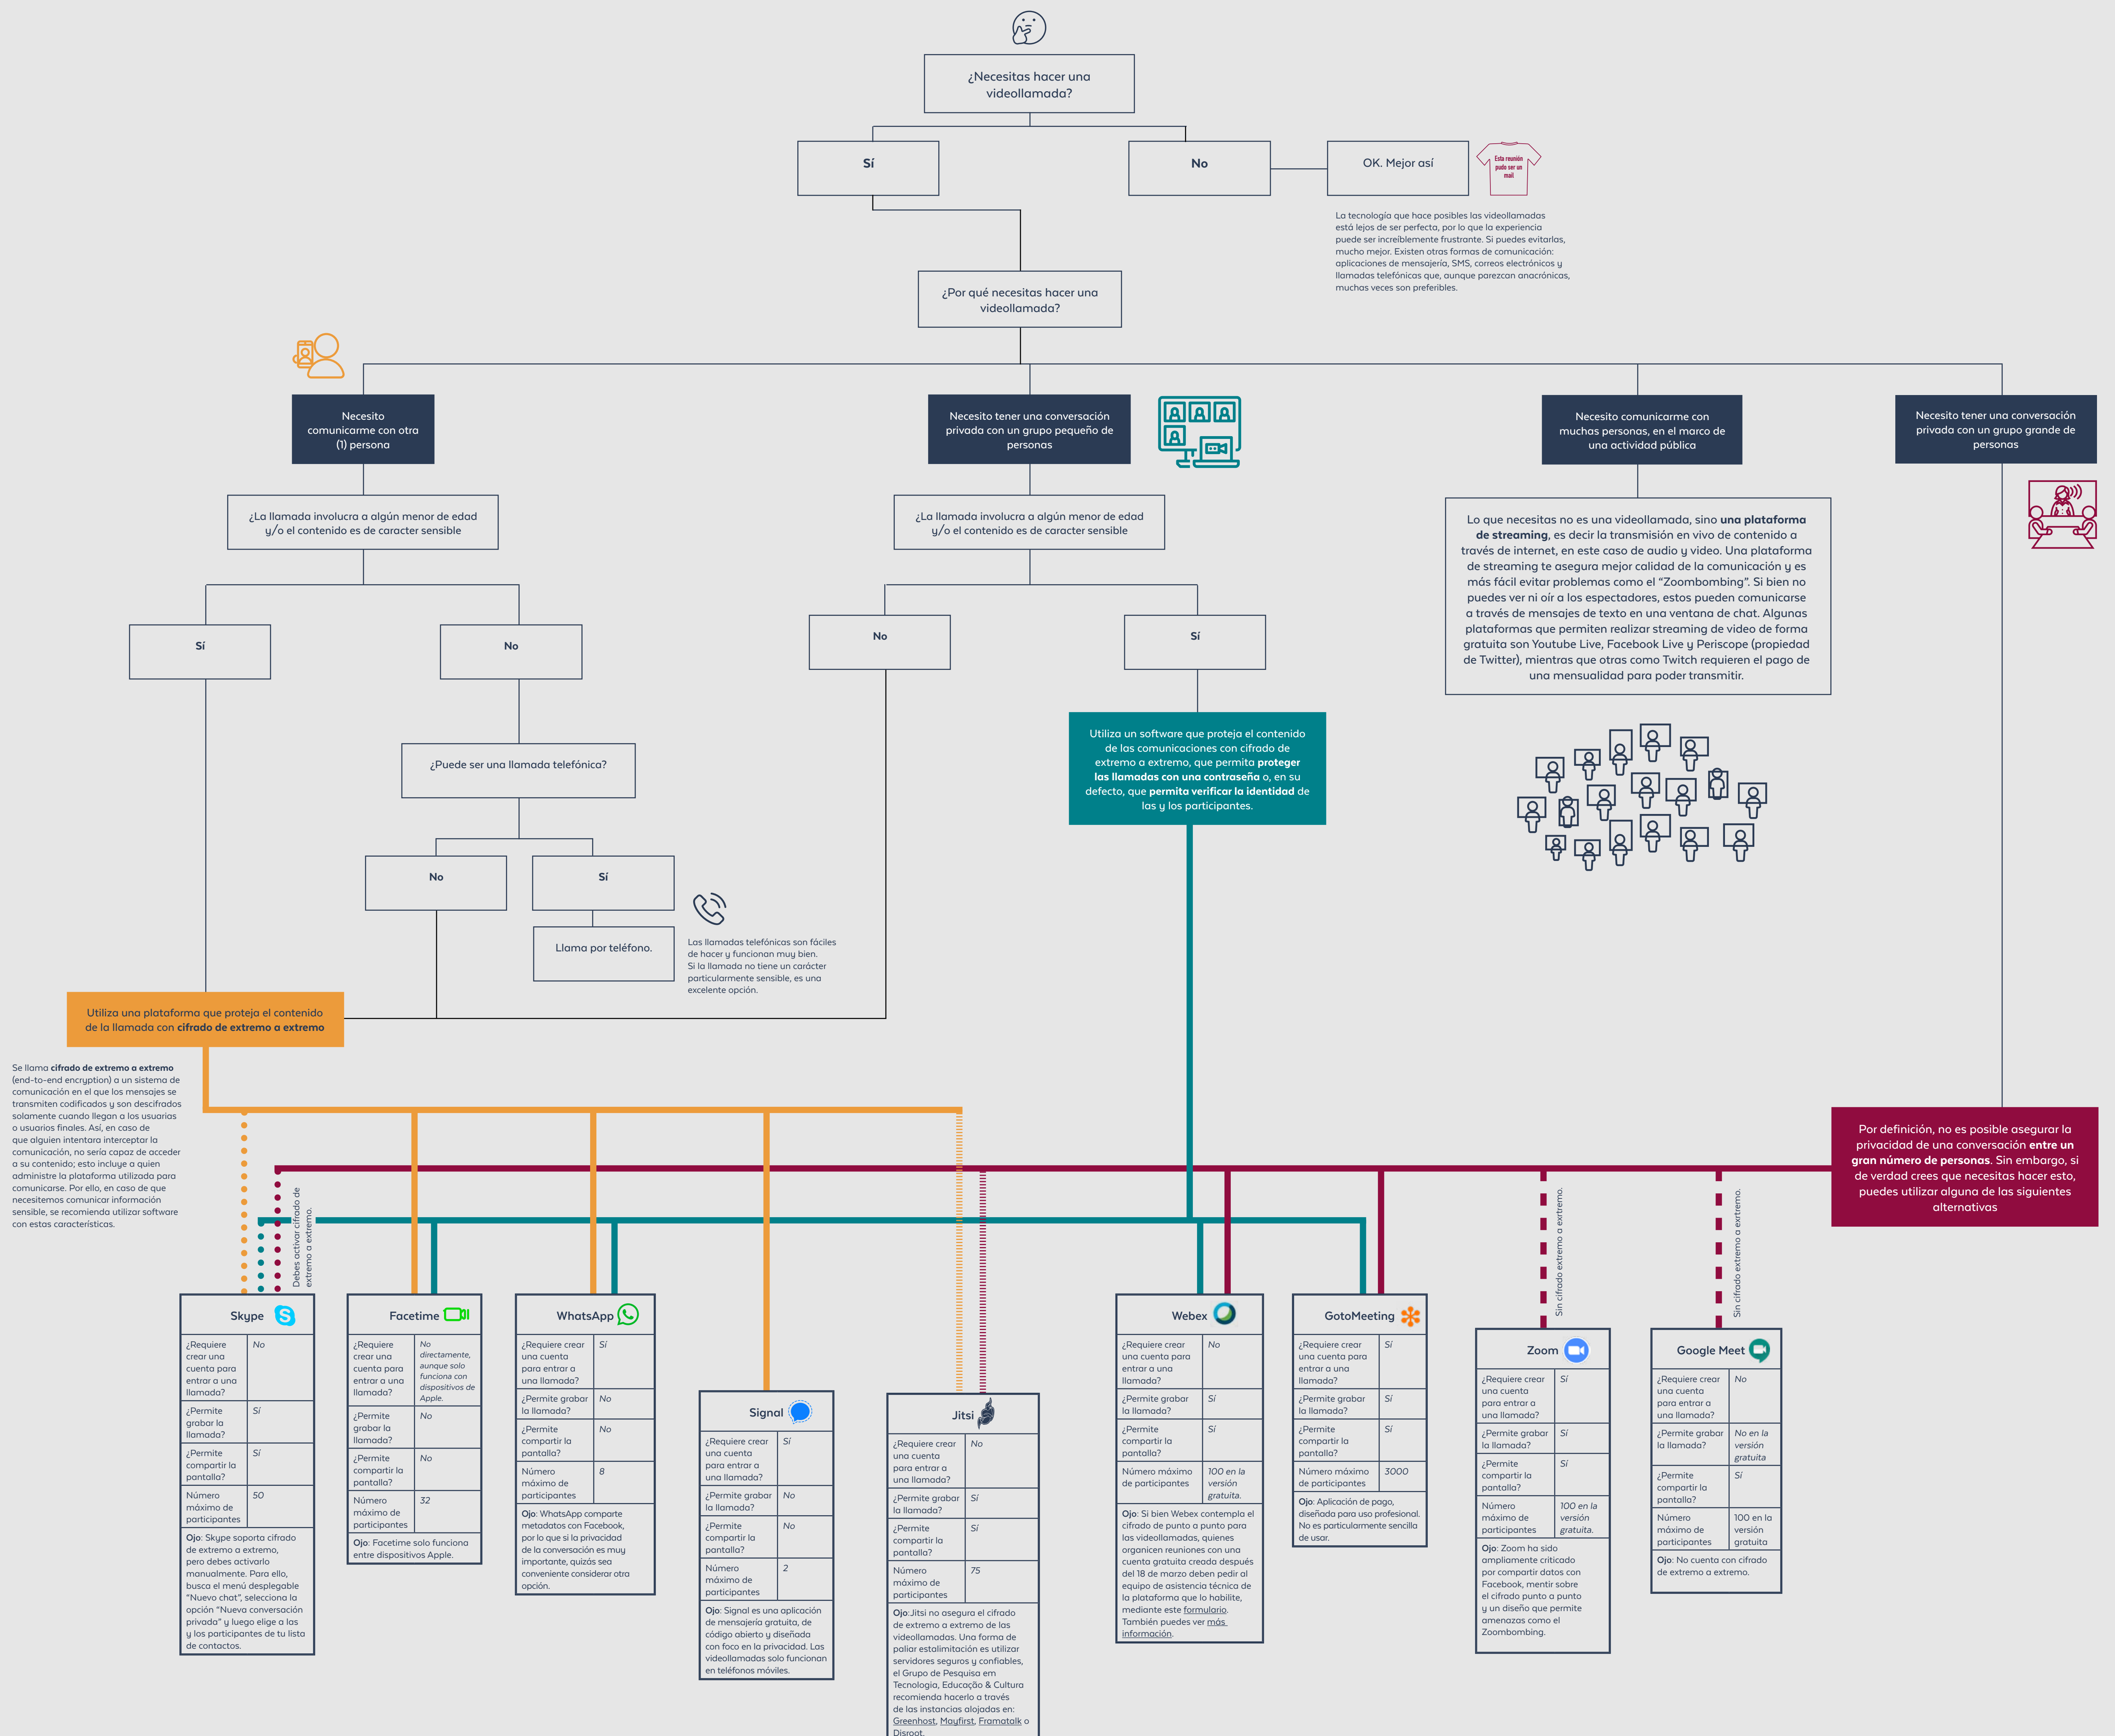 ¿Necesitas hacer una
videollamada?
Sí
No
OK. Mejor así
Esta reunión
pudo ser un
mail
La tecnología que hace posibles las videollamadas
está lejos de ser perfecta, por lo que la experiencia
puede ser increíblemente frustrante. Si puedes evitarlas,
mucho mejor. Existen otras formas de comunicación:
aplicaciones de mensajería, SMS, correos electrónicos y
llamadas telefónicas que, aunque parezcan anacrónicas,
muchas veces son preferibles.
¿Por qué necesitas hacer una
videollamada?
Necesito
comunicarme con otra
(1) persona
Necesito tener una conversación
privada con un grupo pequeño de
personas
Necesito comunicarme con
muchas personas, en el marco de
una actividad pública
Necesito tener una conversación
privada con un grupo grande de
personas
¿La llamada involucra a algún menor de edad
y/o el contenido es de caracter sensible
¿La llamada involucra a algún menor de edad
y/o el contenido es de caracter sensible
Lo que necesitas no es una videollamada, sino una plataforma
de streaming, es decir la transmisión en vivo de contenido a
través de internet, en este caso de audio y video. Una plataforma
de streaming te asegura mejor calidad de la comunicación y es
más fácil evitar problemas como el “Zoombombing”. Si bien no
puedes ver ni oír a los espectadores, estos pueden comunicarse
a través de mensajes de texto en una ventana de chat. Algunas
plataformas que permiten realizar streaming de video de forma
gratuita son Youtube Live, Facebook Live y Periscope (propiedad
de Twitter), mientras que otras como Twitch requieren el pago de
una mensualidad para poder transmitir.
Sí
No
No
Sí
¿Puede ser una llamada telefónica?
Utiliza un software que proteja el contenido
de las comunicaciones con cifrado de
extremo a extremo, que permita proteger
las llamadas con una contraseña o, en su
defecto, que permita verificar la identidad de
las y los participantes.
No
Sí
Llama por teléfono.
Las llamadas telefónicas son fáciles
de hacer y funcionan muy bien.
Si la llamada no tiene un carácter
particularmente sensible, es una
excelente opción.
Utiliza una plataforma que proteja el contenido
de la llamada con cifrado de extremo a extremo
Se llama cifrado de extremo a extremo
(end-to-end encryption) a un sistema de
comunicación en el que los mensajes se
transmiten codificados y son descifrados
solamente cuando llegan a los usuarias
o usuarios finales. Así, en caso de
que alguien intentara interceptar la
comunicación, no sería capaz de acceder
a su contenido; esto incluye a quien
administre la plataforma utilizada para
comunicarse. Por ello, en caso de que
necesitemos comunicar información
sensible, se recomienda utilizar software
con estas características.
Por definición, no es posible asegurar la
privacidad de una conversación entre un
gran número de personas. Sin embargo, si
de verdad crees que necesitas hacer esto,
puedes utilizar alguna de las siguientes
alternativas
Debes activar cifrado de
extremo a extremo.
Sin cifrado extremo a exrtremo.
Sin cifrado extremo a exrtremo.
Skype
¿Requiere
crear una
cuenta para
entrar a una
llamada?
No
¿Permite
grabar la
llamada?
Sí
¿Permite
compartir la
pantalla?
Sí
Número
máximo de
participantes
50
Ojo: Skype soporta cifrado
de extremo a extremo,
pero debes activarlo
manualmente. Para ello,
busca el menú desplegable
“Nuevo chat”, selecciona la
opción “Nueva conversación
privada” y luego elige a las
y los participantes de tu lista
de contactos.
Facetime
¿Requiere
crear una
cuenta para
entrar a una
llamada?
No
directamente,
aunque solo
funciona con
dispositivos de
Apple.
¿Permite
grabar la
llamada?
No
¿Permite
compartir la
pantalla?
No
Número
máximo de
participantes
32
Ojo: Facetime solo funciona
entre dispositivos Apple.
WhatsApp
¿Requiere crear
una cuenta
para entrar a
una llamada?
Sí
¿Permite grabar
la llamada?
No
¿Permite
compartir la
pantalla?
No
Número
máximo de
participantes
8
Ojo: WhatsApp comparte
metadatos con Facebook,
por lo que si la privacidad
de la conversación es muy
importante, quizás sea
conveniente considerar otra
opción.
Signal
¿Requiere crear
una cuenta
para entrar a
una llamada?
Sí
¿Permite grabar
la llamada?
No
¿Permite
compartir la
pantalla?
No
Número
máximo de
participantes
2
Ojo: Signal es una aplicación
de mensajería gratuita, de
código abierto y diseñada
con foco en la privacidad. Las
videollamadas solo funcionan
en teléfonos móviles.
Jitsi
¿Requiere crear
una cuenta
para entrar a
una llamada?
No
¿Permite grabar
la llamada?
Sí
¿Permite
compartir la
pantalla?
Sí
Número
máximo de
participantes
75
Ojo:Jitsi no asegura el cifrado
de extremo a extremo de las
videollamadas. Una forma de
paliar estalimitación es utilizar
servidores seguros y confiables,
el Grupo de Pesquisa em
Tecnologia, Educação & Cultura
recomienda hacerlo a través
de las instancias alojadas en:
Greenhost, Mayfirst, Framatalk o
Disroot.
Webex
¿Requiere crear
una cuenta para
entrar a una
llamada?
No
¿Permite grabar
la llamada?
Sí
¿Permite
compartir la
pantalla?
Sí
Número máximo
de participantes
100 en la
versión
gratuita.
Ojo: Si bien Webex contempla el
cifrado de punto a punto para
las videollamadas, quienes
organicen reuniones con una
cuenta gratuita creada después
del 18 de marzo deben pedir al
equipo de asistencia técnica de
la plataforma que lo habilite,
mediante este formulario.
También puedes ver más
información.
GotoMeeting
¿Requiere crear
una cuenta para
entrar a una
llamada?
Sí
¿Permite grabar
la llamada?
Sí
¿Permite
compartir la
pantalla?
Sí
Número máximo
de participantes
3000
Ojo: Aplicación de pago,
diseñada para uso profesional.
No es particularmente sencilla
de usar.
Zoom
¿Requiere crear
una cuenta
para entrar a
una llamada?
Sí
¿Permite grabar
la llamada?
Sí
¿Permite
compartir la
pantalla?
Sí
Número
máximo de
participantes
100 en la
versión
gratuita.
Ojo: Zoom ha sido
ampliamente criticado
por compartir datos con
Facebook, mentir sobre
el cifrado punto a punto
y un diseño que permite
amenazas como el
Zoombombing.
Google Meet
¿Requiere crear
una cuenta
para entrar a
una llamada?
No
¿Permite grabar
la llamada?
No en la
versión
gratuita
¿Permite
compartir la
pantalla?
Sí
Número
máximo de
participantes
100 en la
versión
gratuita
Ojo: No cuenta con cifrado
de extremo a extremo.